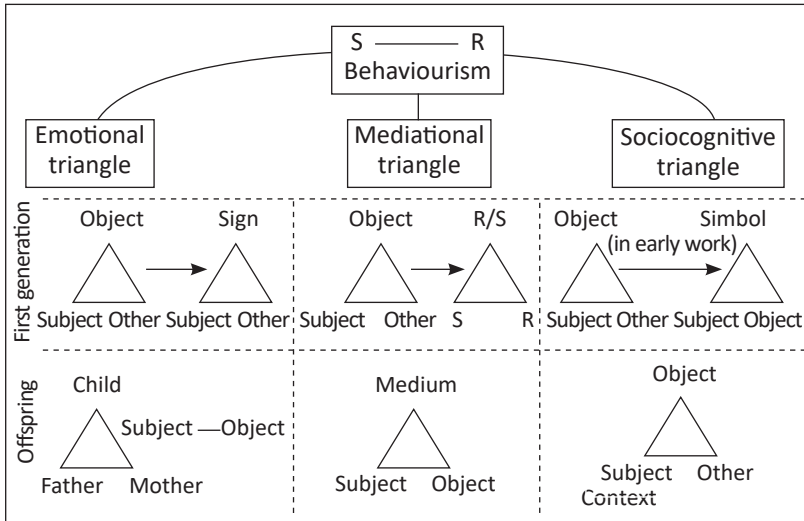 S R
Behaviourism
Emotional
triangle
Mediational
triangle
Sociocognitive
triangle
First generation
Object Sign
Subject Other Subject Other
Object R/S
Subject Other S R
Object Simbol
(in early work)
Subject Other Subject Object
Offspring
Child
Subject — Object
Father Mother
Medium
Subject Object
Object
Subject Other
Context